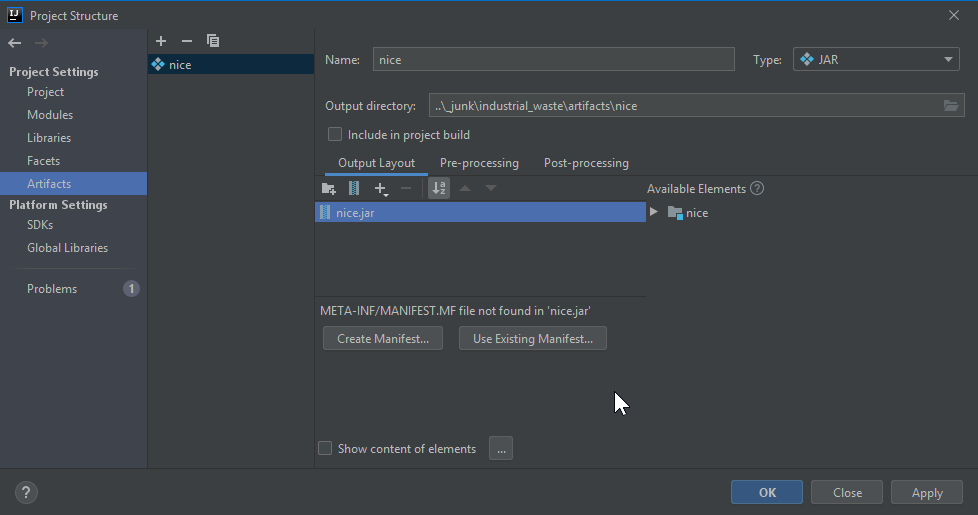 IJ Project Structure
Project Settings
Project
Modules
Libraries
Facets
Artifacts
Platform Settings
SDKs
Global Libraries
Problems 1
nice
Name: nice Type: JAR
Output directory: ..\_junk\industrial_waste\artifacts\nice
Include in project build
Output Layout Pre-processing Post-processing
a z Available Elements ?
nice.jar nice
META-INF/MANIFEST.MF file not found in 'nice.jar'
Create Manifest... Use Existing Manifest...
Show content of elements ...
? OK Close Apply